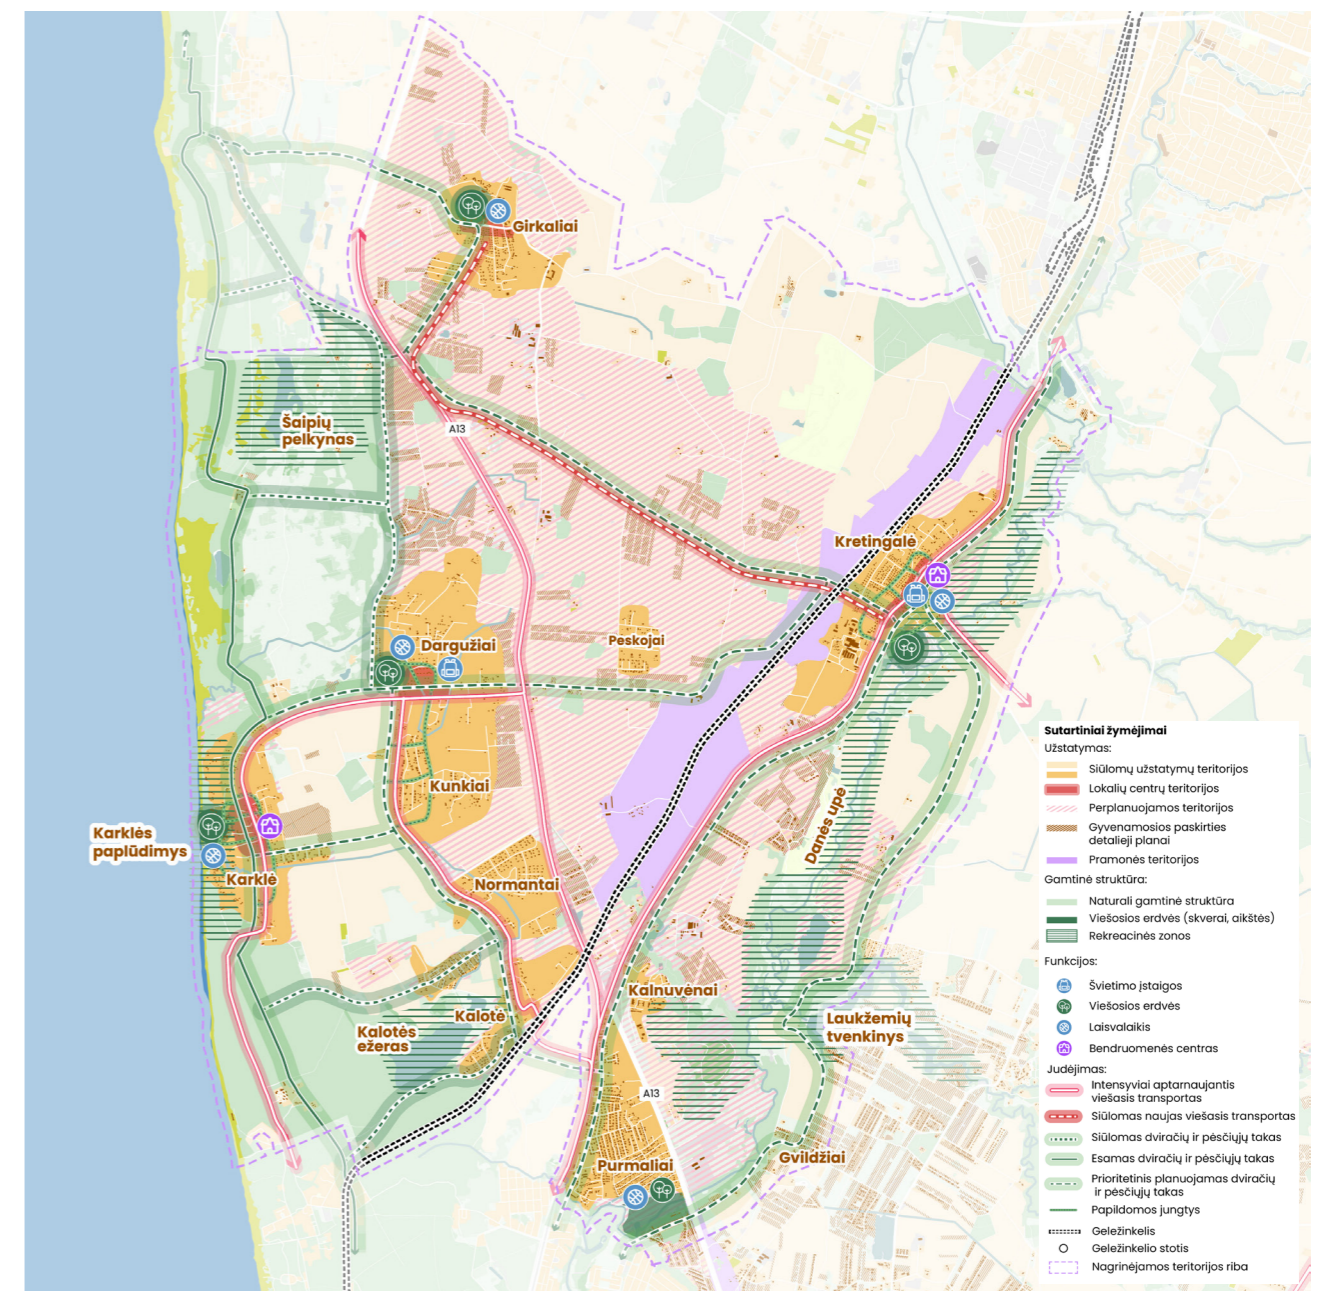 Girkaliai
Šaipių
pelkynas
A13
Kretingalė
Dargužiai
Peskojai
Kunkiai
Danės upė
Karklės
paplūdimys
Karklė
Normantai
Kalnuvėnai
Kalotė
Kalotės
ežeras
Laukžemių
tvenkinys
A13
Gvildžiai
Purmaliai
Sutartiniai žymėjimai
Užstatymas:
Siūlomų užstatymų teritorijos
Lokalių centrų teritorijos
Perplanuojamos teritorijos
Gyvenamosios paskirties
detalieji planai
Pramonės teritorijos
Gamtinė struktūra:
Naturali gamtinė struktūra
Viešosios erdvės (skverai, aikštės)
Rekreacinės zonos
Funkcijos:
Švietimo įstaigos
Viešosios erdvės
Laisvalaikis
Bendruomenės centras
Judėjimas:
Intensyviai aptarnaujantis
viešasis transportas
Siūlomas naujas viešasis transportas
Siūlomas dviračių ir pėsčiųjų takas
Esamas dviračių ir pėsčiųjų takas
Prioritetinis planuojamas dviračių
ir pėsčiųjų takas
Papildomos jungtys
Geležinkelis
Geležinkelio stotis
Nagrinėjamos teritorijos riba